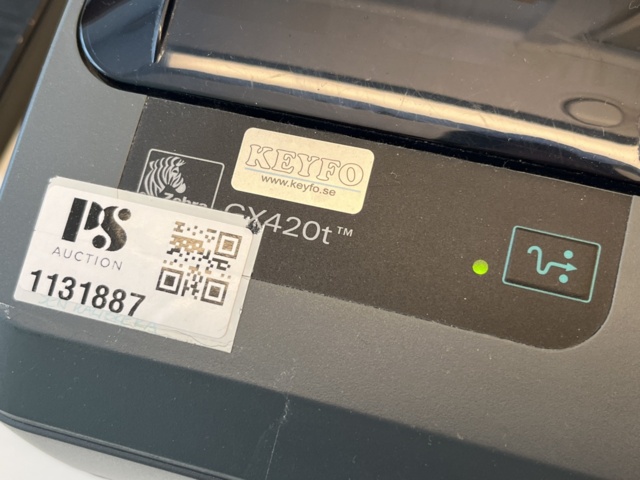 KEYFO
www.keyfo.se
Zebra
GX420t™
PS
AUCTION
1131887